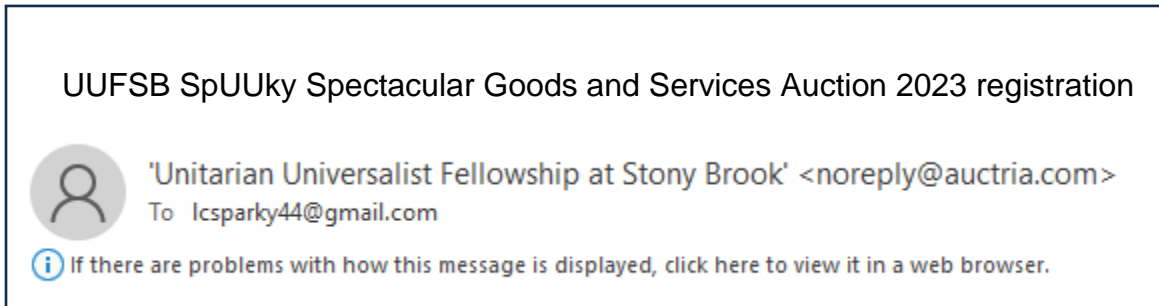 UUFSB SpUUky Spectacular Goods and Services Auction 2023 registration
'Unitarian Universalist Fellowship at Stony Brook' <noreply@auctria.com>
To lcsparky44@gmail.com
If there are problems with how this message is displayed, click here to view it in a web browser.